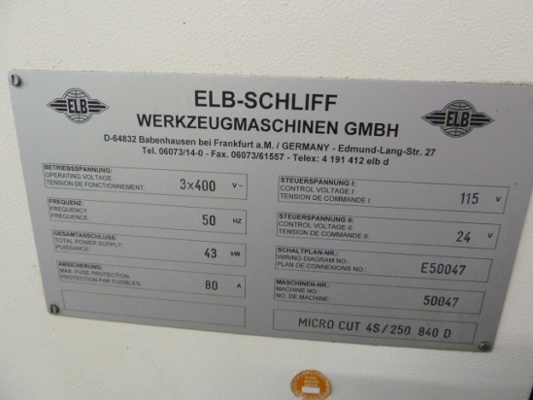 ELB
ELB
ELB-SCHLIFF
WERKZEUGMASCHINEN GMBH
D-64832 Babenhausen bei Frankfurt a.M. / GERMANY - Edmund-Lang-Str. 27
Tel. 06073/14-0 - Fax. 06073/61557 - Telex: 4 191 412 elb d
BETRIEBSSPANNUNG:
OPERATING VOLTAGE:
TENSION DE FONCTIONNEMENT:
3×400 V~
FREQUENZ:
FREQUENCY:
FREQUENCE:
50 HZ
GESAMTANSCHLUSS:
TOTAL POWER SUPPLY:
PUISSANCE:
43 kW
ABSICHERUNG:
MAX. FUSE PROTECTION:
PROTECTION PAR FUSIBLES:
80 A
STEUERSPANNUNG I:
CONTROL VOLTAGE I:
TENSION DE COMMANDE I:
115 V
STEUERSPANNUNG II:
CONTROL VOLTAGE II:
TENSION DE COMMANDE II:
24 V
SCHALTPLAN-NR.:
WIRING DIAGRAM NO.:
PLAN DE CONNEXIONS NO.:
E50047
MASCHINEN-NR.:
MACHINE NO.:
NO. DE MACHINE:
50047
MICRO CUT 4S/250 840 D